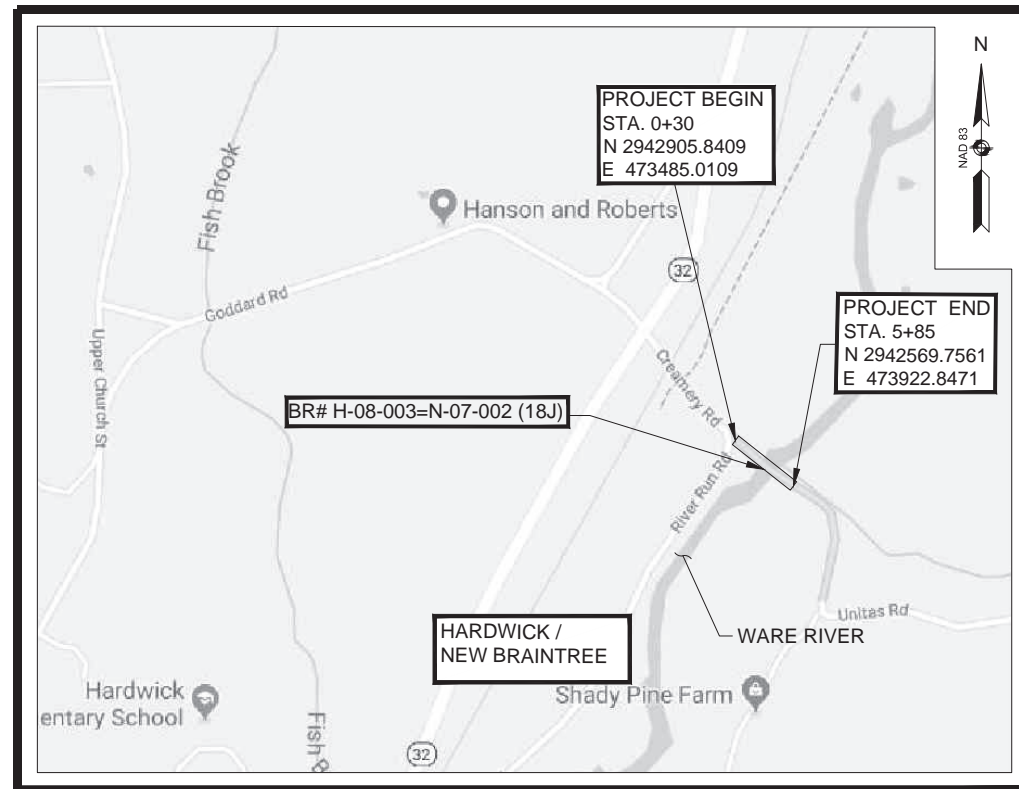 N
NAD 83
PROJECT BEGIN
STA. 0+30
N 2942905.8409
E 473485.0109
Fish Brook
Hanson and Roberts
32
Goddard Rd
PROJECT END
STA. 5+85
N 2942569.7561
E 473922.8471
Upper Church St
Creamery Rd
BR# H-08-003=N-07-002 (18J)
River Run Rd
HARDWICK /
NEW BRAINTREE
Unitas Rd
WARE RIVER
Hardwick
entary School
Shady Pine Farm
Fish B
32